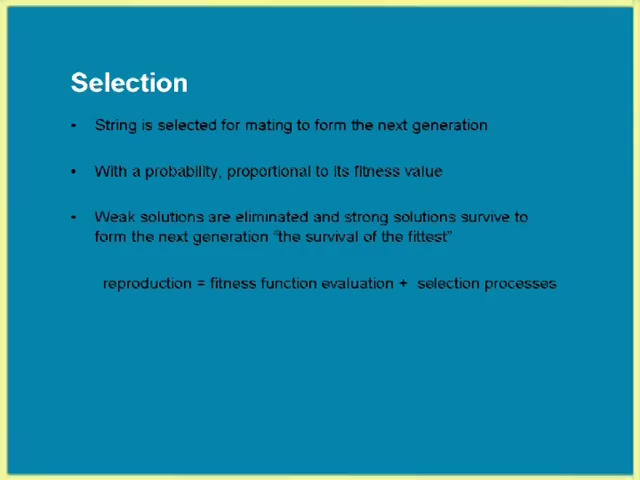 Selection
• String is selected for mating to form the next generation
• With a probability, proportional to its fitness value
• Weak solutions are eliminated and strong solutions survive to
form the next generation “the survival of the fittest”
reproduction = fitness function evaluation + selection processes